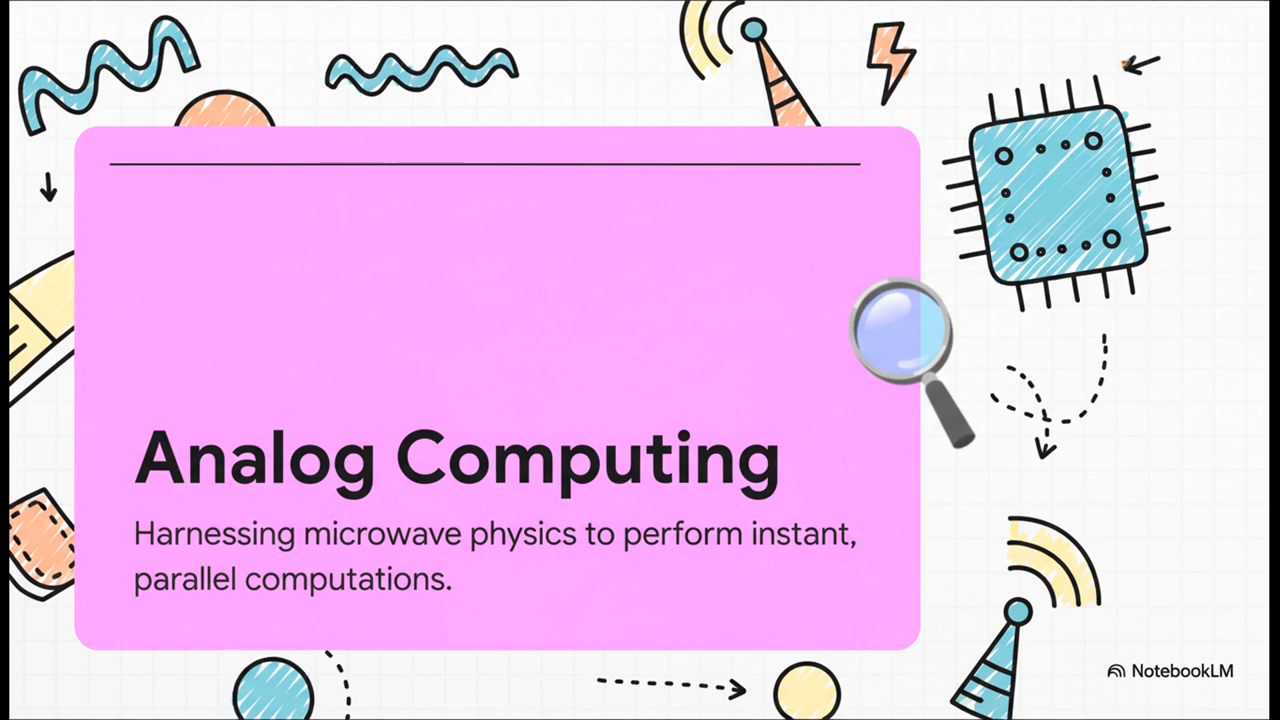 Analog Computing
Harnessing microwave physics to perform instant,
parallel computations.
NotebookLM